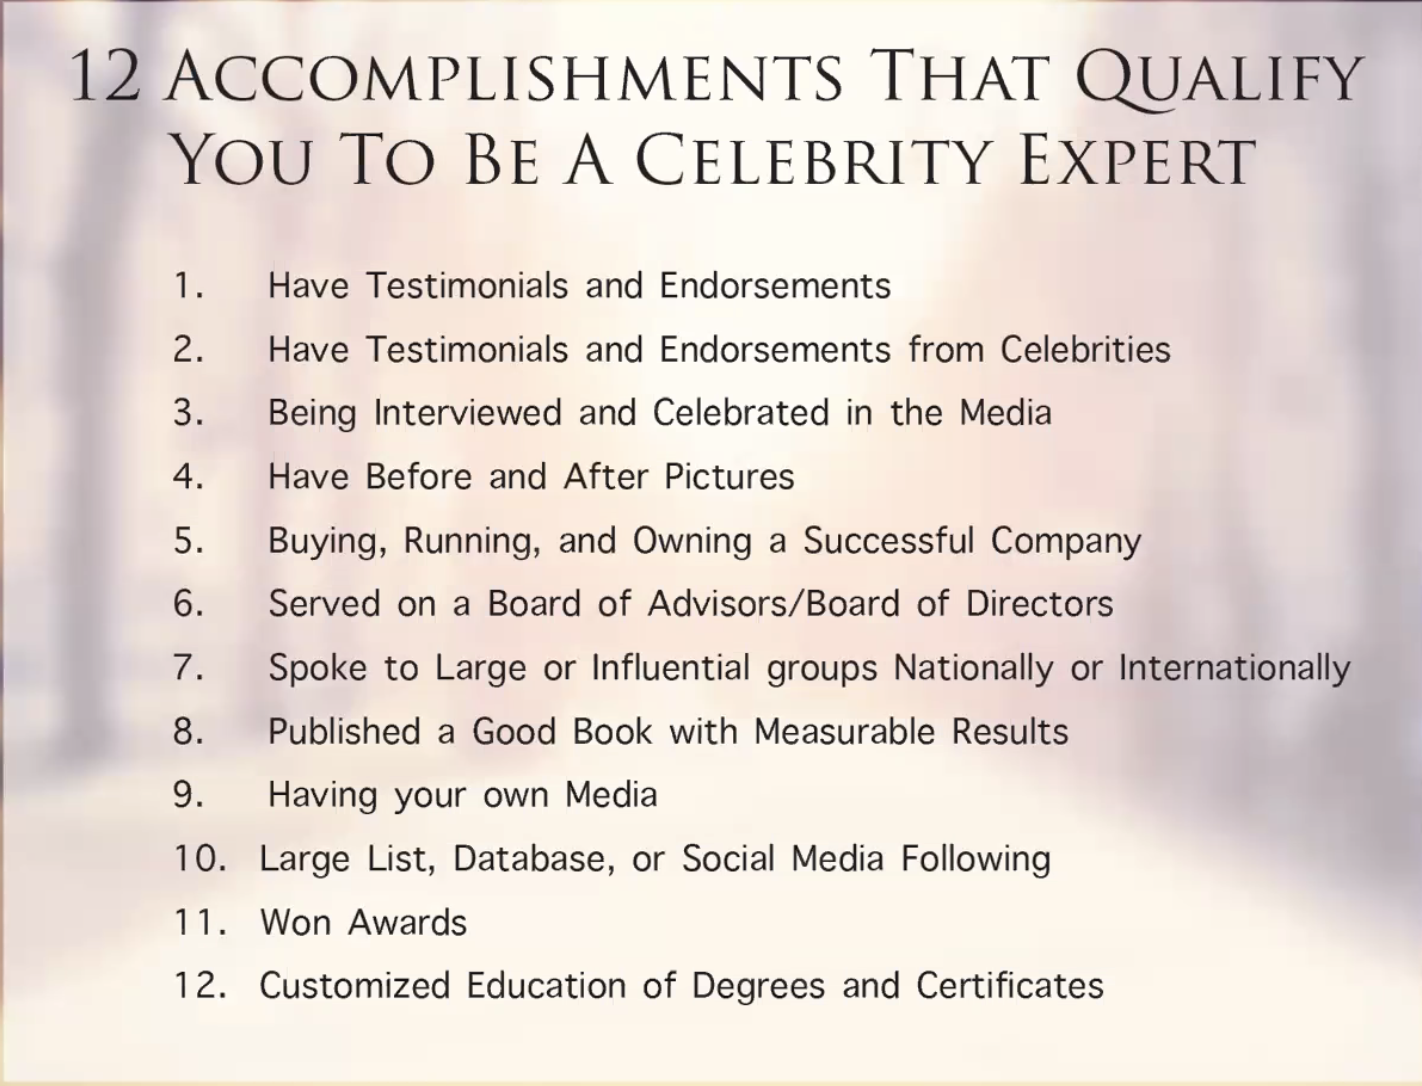 12 ACCOMPLISHMENTS THAT QUALIFY
YOU TO BE A CELEBRITY EXPERT
1. Have Testimonials and Endorsements
2. Have Testimonials and Endorsements from Celebrities
3. Being Interviewed and Celebrated in the Media
4. Have Before and After Pictures
5. Buying, Running, and Owning a Successful Company
6. Served on a Board of Advisors/Board of Directors
7. Spoke to Large or Influential groups Nationally or Internationally
8. Published a Good Book with Measurable Results
9. Having your own Media
10. Large List, Database, or Social Media Following
11. Won Awards
12. Customized Education of Degrees and Certificates